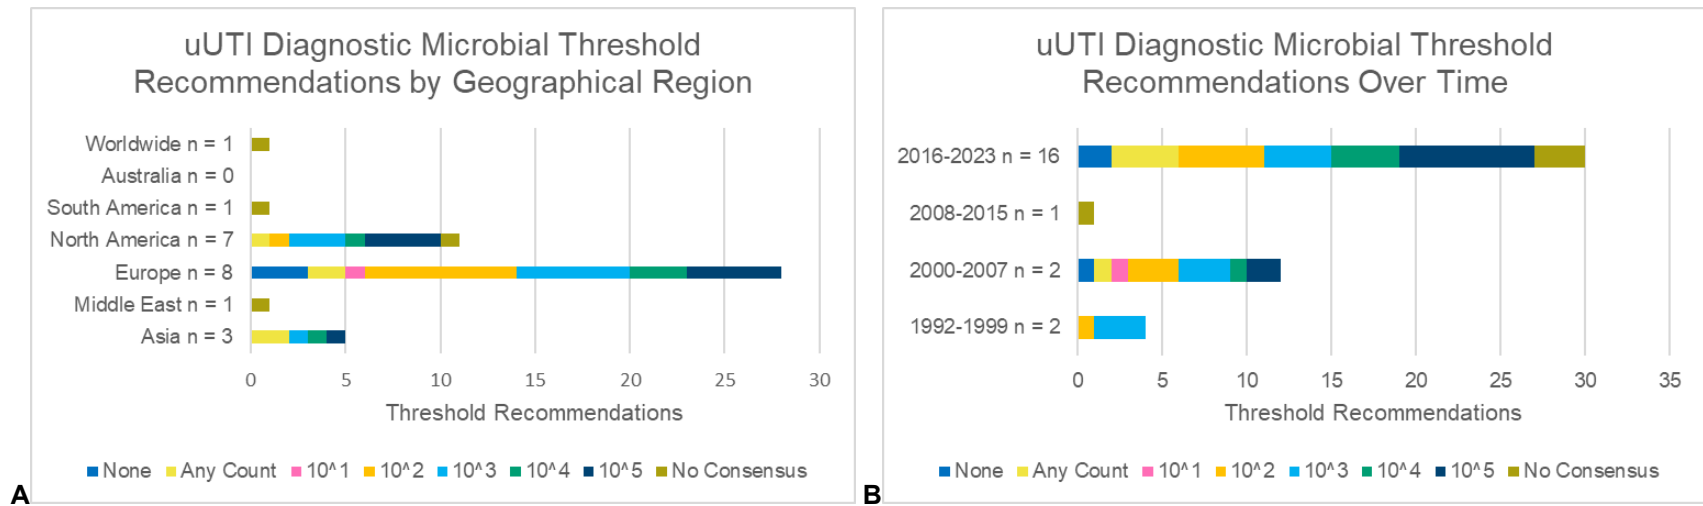 uUTI Diagnostic Microbial Threshold
Recommendations by Geographical Region
Worldwide n = 1
Australia n = 0
South America n = 1
North America n = 7
Europe n = 8
Middle East n = 1
Asia n = 3
0 5 10 15 20 25 30
Threshold Recommendations
None Any Count 10^1 10^2 10^3 10^4 10^5 No Consensus
A
uUTI Diagnostic Microbial Threshold
Recommendations Over Time
2016-2023 n = 16
2008-2015 n = 1
2000-2007 n = 2
1992-1999 n = 2
0 5 10 15 20 25 30 35
Threshold Recommendations
None Any Count 10^1 10^2 10^3 10^4 10^5 No Consensus
B